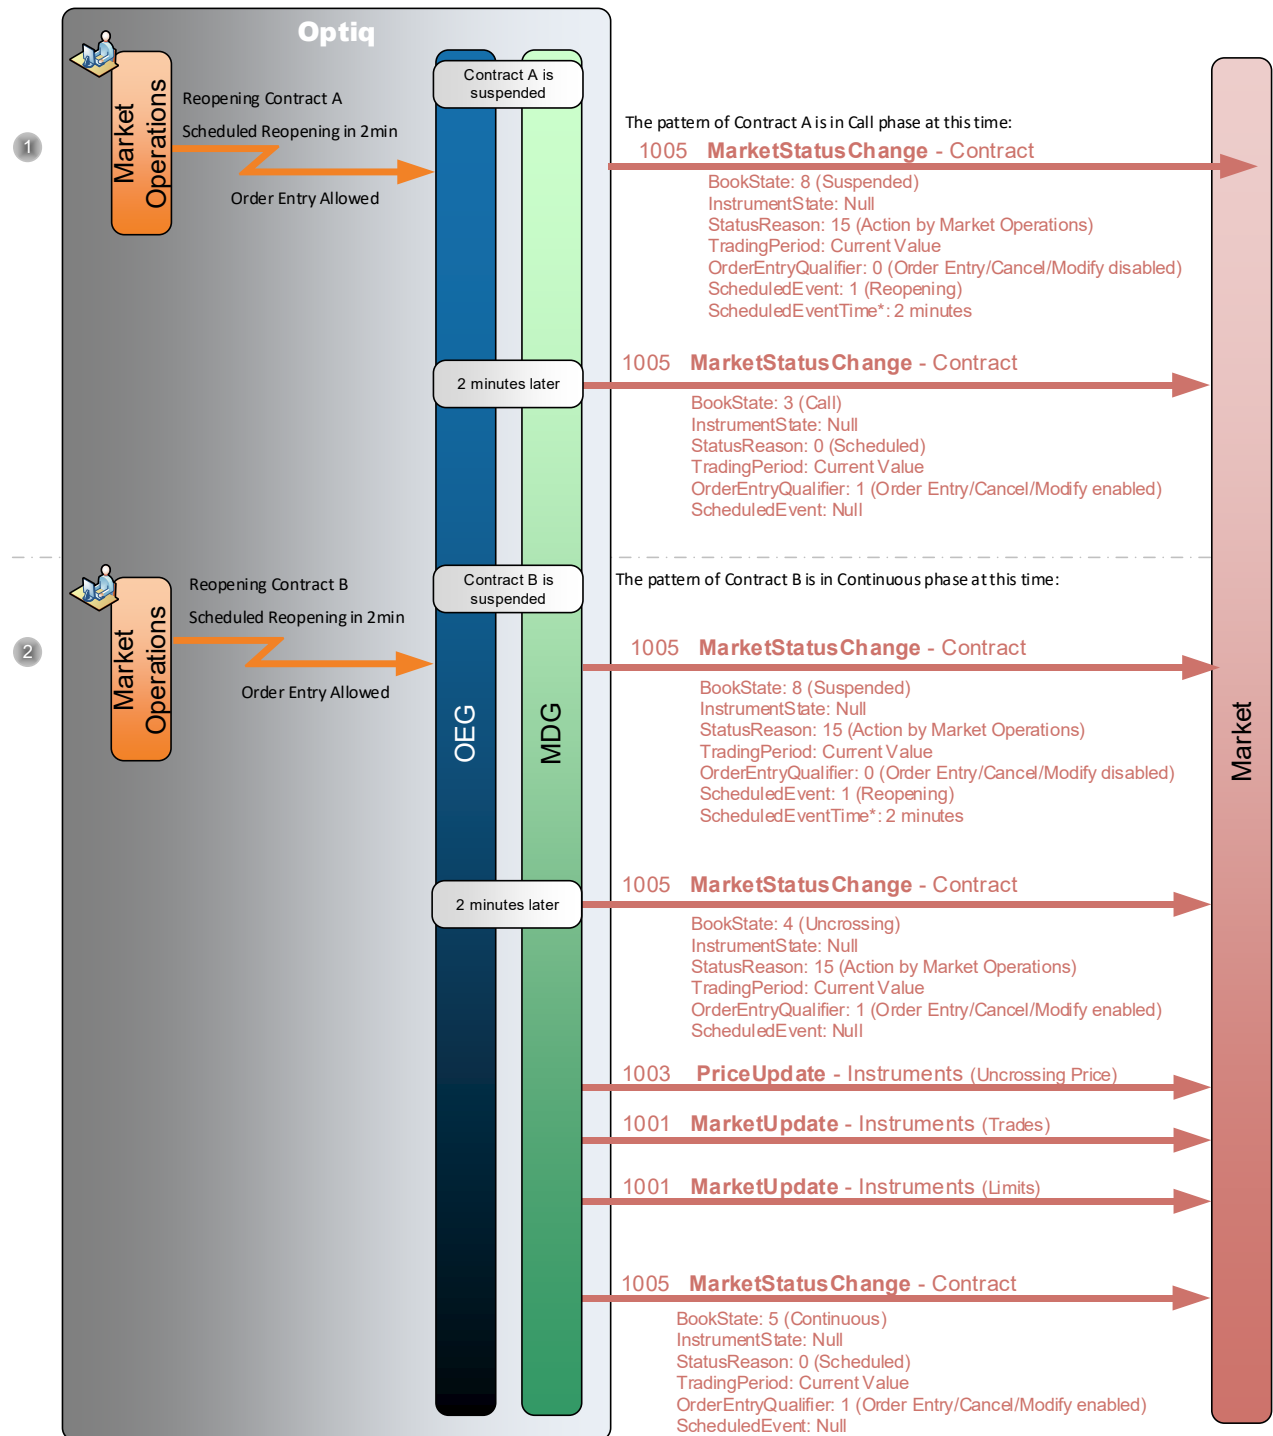 Optiq
Contract A is
suspended
Reopening Contract A
Scheduled Reopening in 2min
Order Entry Allowed
Market
Operations
1
The pattern of Contract A is in Call phase at this time:
1005 MarketStatusChange - Contract
BookState: 8 (Suspended)
InstrumentState: Null
StatusReason: 15 (Action by Market Operations)
TradingPeriod: Current Value
OrderEntryQualifier: 0 (Order Entry/Cancel/Modify disabled)
ScheduledEvent: 1 (Reopening)
ScheduledEventTime*: 2 minutes
2 minutes later
1005 MarketStatusChange - Contract
BookState: 3 (Call)
InstrumentState: Null
StatusReason: 0 (Scheduled)
TradingPeriod: Current Value
OrderEntryQualifier: 1 (Order Entry/Cancel/Modify enabled)
ScheduledEvent: Null
Contract B is
suspended
Reopening Contract B
Scheduled Reopening in 2min
Order Entry Allowed
Market
Operations
2
The pattern of Contract B is in Continuous phase at this time:
1005 MarketStatusChange - Contract
BookState: 8 (Suspended)
InstrumentState: Null
StatusReason: 15 (Action by Market Operations)
TradingPeriod: Current Value
OrderEntryQualifier: 0 (Order Entry/Cancel/Modify disabled)
ScheduledEvent: 1 (Reopening)
ScheduledEventTime*: 2 minutes
OEG
MDG
Market
2 minutes later
1005 MarketStatusChange - Contract
BookState: 4 (Uncrossing)
InstrumentState: Null
StatusReason: 15 (Action by Market Operations)
TradingPeriod: Current Value
OrderEntryQualifier: 1 (Order Entry/Cancel/Modify enabled)
ScheduledEvent: Null
1003 PriceUpdate - Instruments (Uncrossing Price)
1001 MarketUpdate - Instruments (Trades)
1001 MarketUpdate - Instruments (Limits)
1005 MarketStatusChange - Contract
BookState: 5 (Continuous)
InstrumentState: Null
StatusReason: 0 (Scheduled)
TradingPeriod: Current Value
OrderEntryQualifier: 1 (Order Entry/Cancel/Modify enabled)
ScheduledEvent: Null